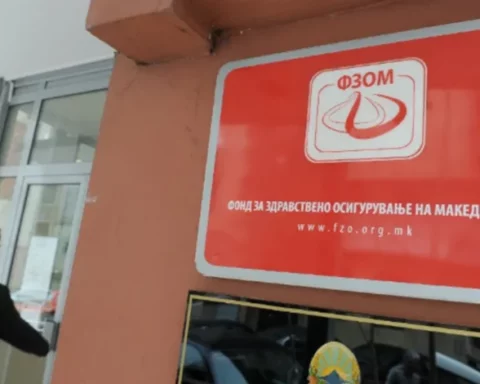 ФЗОМ
ФОНД ЗА ЗДРАВСТВЕНО ОСИГУРУВАЊЕ НА МАКЕД
www.fzo.org.mk